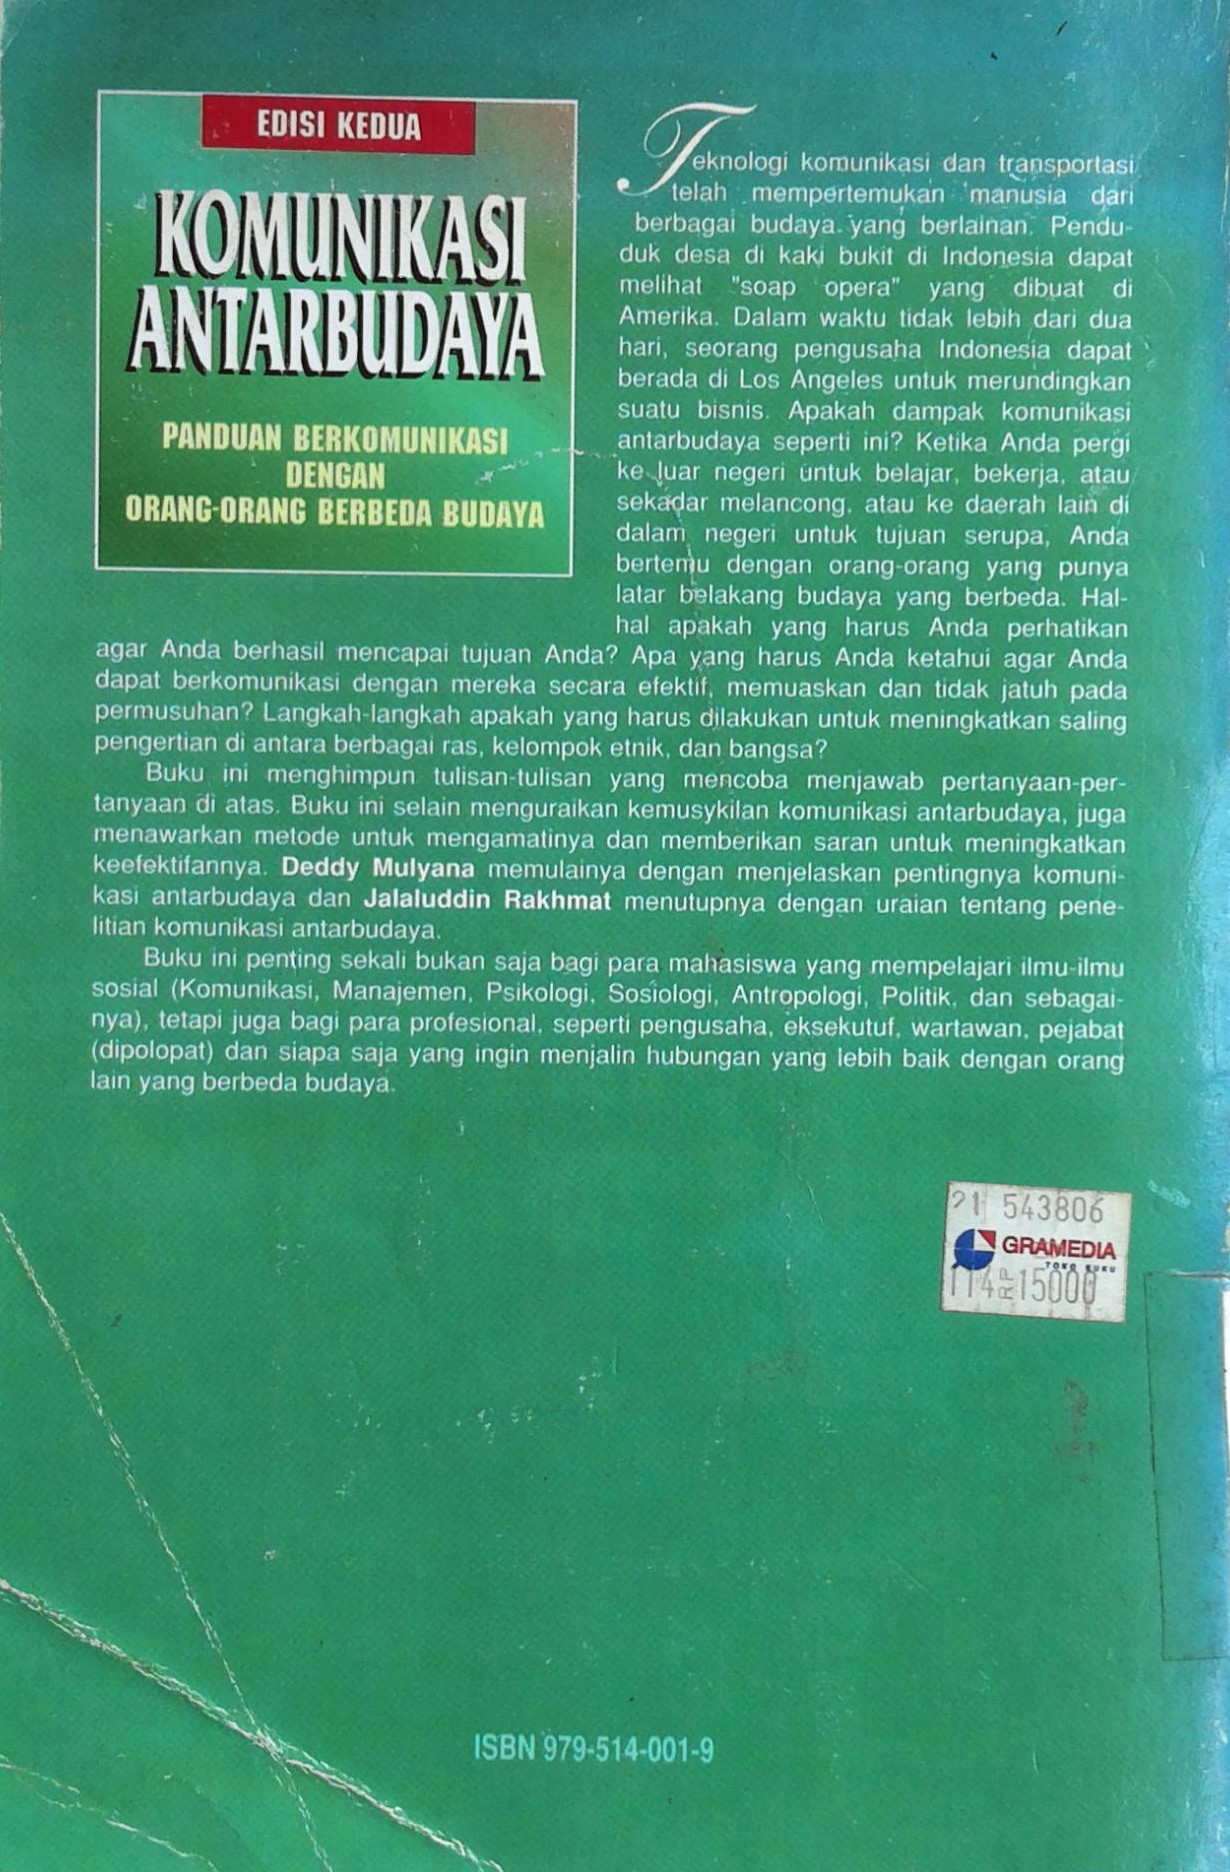 EDISI KEDUA
KOMUNIKASI
ANTARBUDAYA
PANDUAN BERKOMUNIKASI
DENGAN
ORANG-ORANG BERBEDA BUDAYA
Teknologi komunikasi dan transportasi
telah mempertemukan manusia dari
berbagai budaya yang berlainan. Pendu-
duk desa di kaki bukit di Indonesia dapat
melihat "soap opera" yang dibuat di
Amerika. Dalam waktu tidak lebih dari dua
hari, seorang pengusaha Indonesia dapat
berada di Los Angeles untuk merundingkan
suatu bisnis. Apakah dampak komunikasi
antarbudaya seperti ini? Ketika Anda pergi
ke luar negeri untuk belajar, bekerja, atau
sekadar melancong, atau ke daerah lain di
dalam negeri untuk tujuan serupa, Anda
bertemu dengan orang-orang yang punya
latar belakang budaya yang berbeda. Hal-
hal apakah yang harus Anda perhatikan
agar Anda berhasil mencapai tujuan Anda? Apa yang harus Anda ketahui agar Anda
dapat berkomunikasi dengan mereka secara efektif, memuaskan dan tidak jatuh pada
permusuhan? Langkah-langkah apakah yang harus dilakukan untuk meningkatkan saling
pengertian di antara berbagai ras, kelompok etnik, dan bangsa?
Buku ini menghimpun tulisan-tulisan yang mencoba menjawab pertanyaan-per-
tanyaan di atas. Buku ini selain menguraikan kemusykilan komunikasi antarbudaya, juga
menawarkan metode untuk mengamatinya dan memberikan saran untuk meningkatkan
keefektifannya. Deddy Mulyana memulainya dengan menjelaskan pentingnya komuni-
kasi antarbudaya dan Jalaluddin Rakhmat menutupnya dengan uraian tentang pene-
litian komunikasi antarbudaya.
Buku ini penting sekali bukan saja bagi para mahasiswa yang mempelajari ilmu-ilmu
sosial (Komunikasi, Manajemen, Psikologi, Sosiologi, Antropologi, Politik, dan sebagai-
nya), tetapi juga bagi para profesional, seperti pengusaha, eksekutuf, wartawan, pejabat
(dipolopat) dan siapa saja yang ingin menjalin hubungan yang lebih baik dengan orang
lain yang berbeda budaya.
21 543806
GRAMEDIA
TOKO BUKU
114 RP 15000
ISBN 979-514-001-9